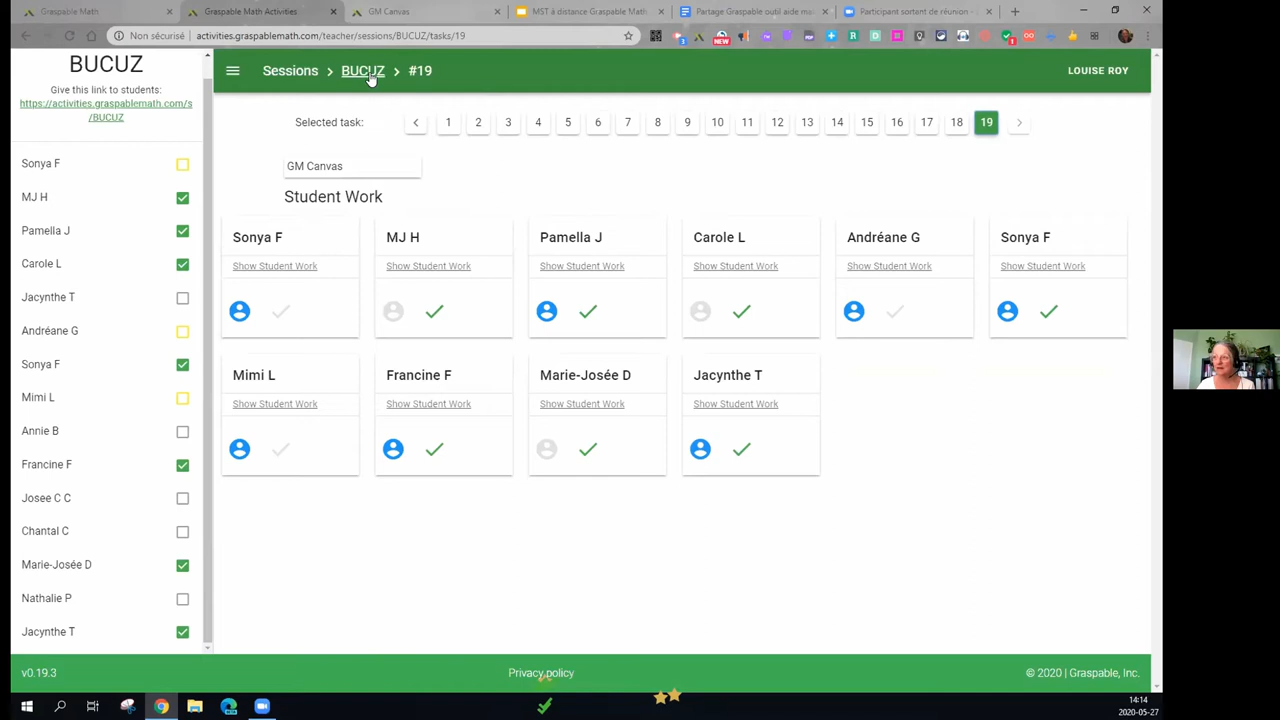 Graspable Math
Graspable Math Activities
GM Canvas
MST à distance Graspable Math
Partage Graspable outil aide ma
Participant sortent de réunion -
Non sécurisé
activities.graspablemath.com/teacher/sessions/BUCUZ/tasks/19
NEW
BUCUZ
Give this link to students:
https://activities.graspablemath.com/s
/BUCUZ
Sonya F
MJ H
Pamella J
Carole L
Jacynthe T
Andréane G
Sonya F
Mimi L
Annie B
Francine F
Josee C C
Chantal C
Marie-Josée D
Nathalie P
Jacynthe T
Sessions > BUCUZ > #19
LOUISE ROY
Selected task: < 1 2 3 4 5 6 7 8 9 10 11 12 13 14 15 16 17 18 19 >
GM Canvas
Student Work
Sonya F
Show Student Work
MJ H
Show Student Work
Pamella J
Show Student Work
Carole L
Show Student Work
Andréane G
Show Student Work
Sonya F
Show Student Work
Mimi L
Show Student Work
Francine F
Show Student Work
Marie-Josée D
Show Student Work
Jacynthe T
Show Student Work
v0.19.3
Privacy policy
© 2020 | Graspable, Inc.
14:14
2020-05-27